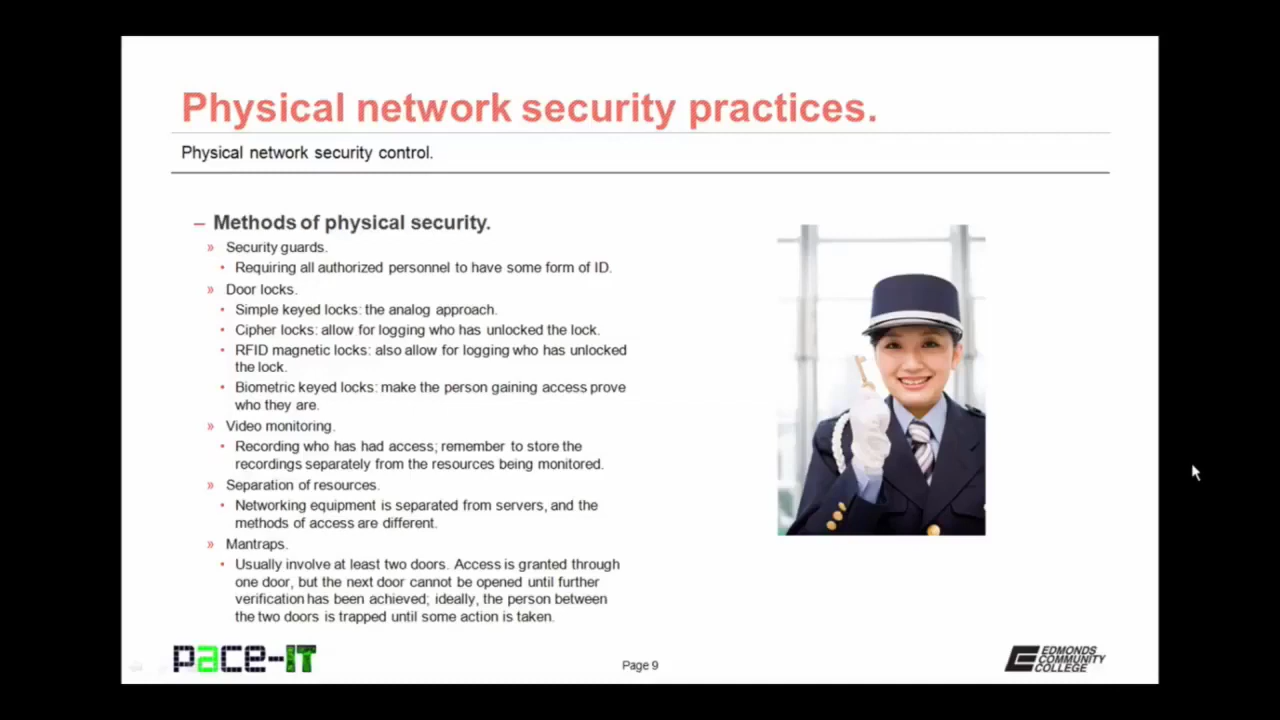 Physical network security practices.
Physical network security control.
– Methods of physical security.
» Security guards.
• Requiring all authorized personnel to have some form of ID.
» Door locks.
• Simple keyed locks: the analog approach.
• Cipher locks: allow for logging who has unlocked the lock.
• RFID magnetic locks: also allow for logging who has unlocked
the lock.
• Biometric keyed locks: make the person gaining access prove
who they are.
» Video monitoring.
• Recording who has had access; remember to store the
recordings separately from the resources being monitored.
» Separation of resources.
• Networking equipment is separated from servers, and the
methods of access are different.
» Mantraps.
• Usually involve at least two doors. Access is granted through
one door, but the next door cannot be opened until further
verification has been achieved; ideally, the person between
the two doors is trapped until some action is taken.
pace-IT
Page 9
EDMONDS
COMMUNITY
COLLEGE